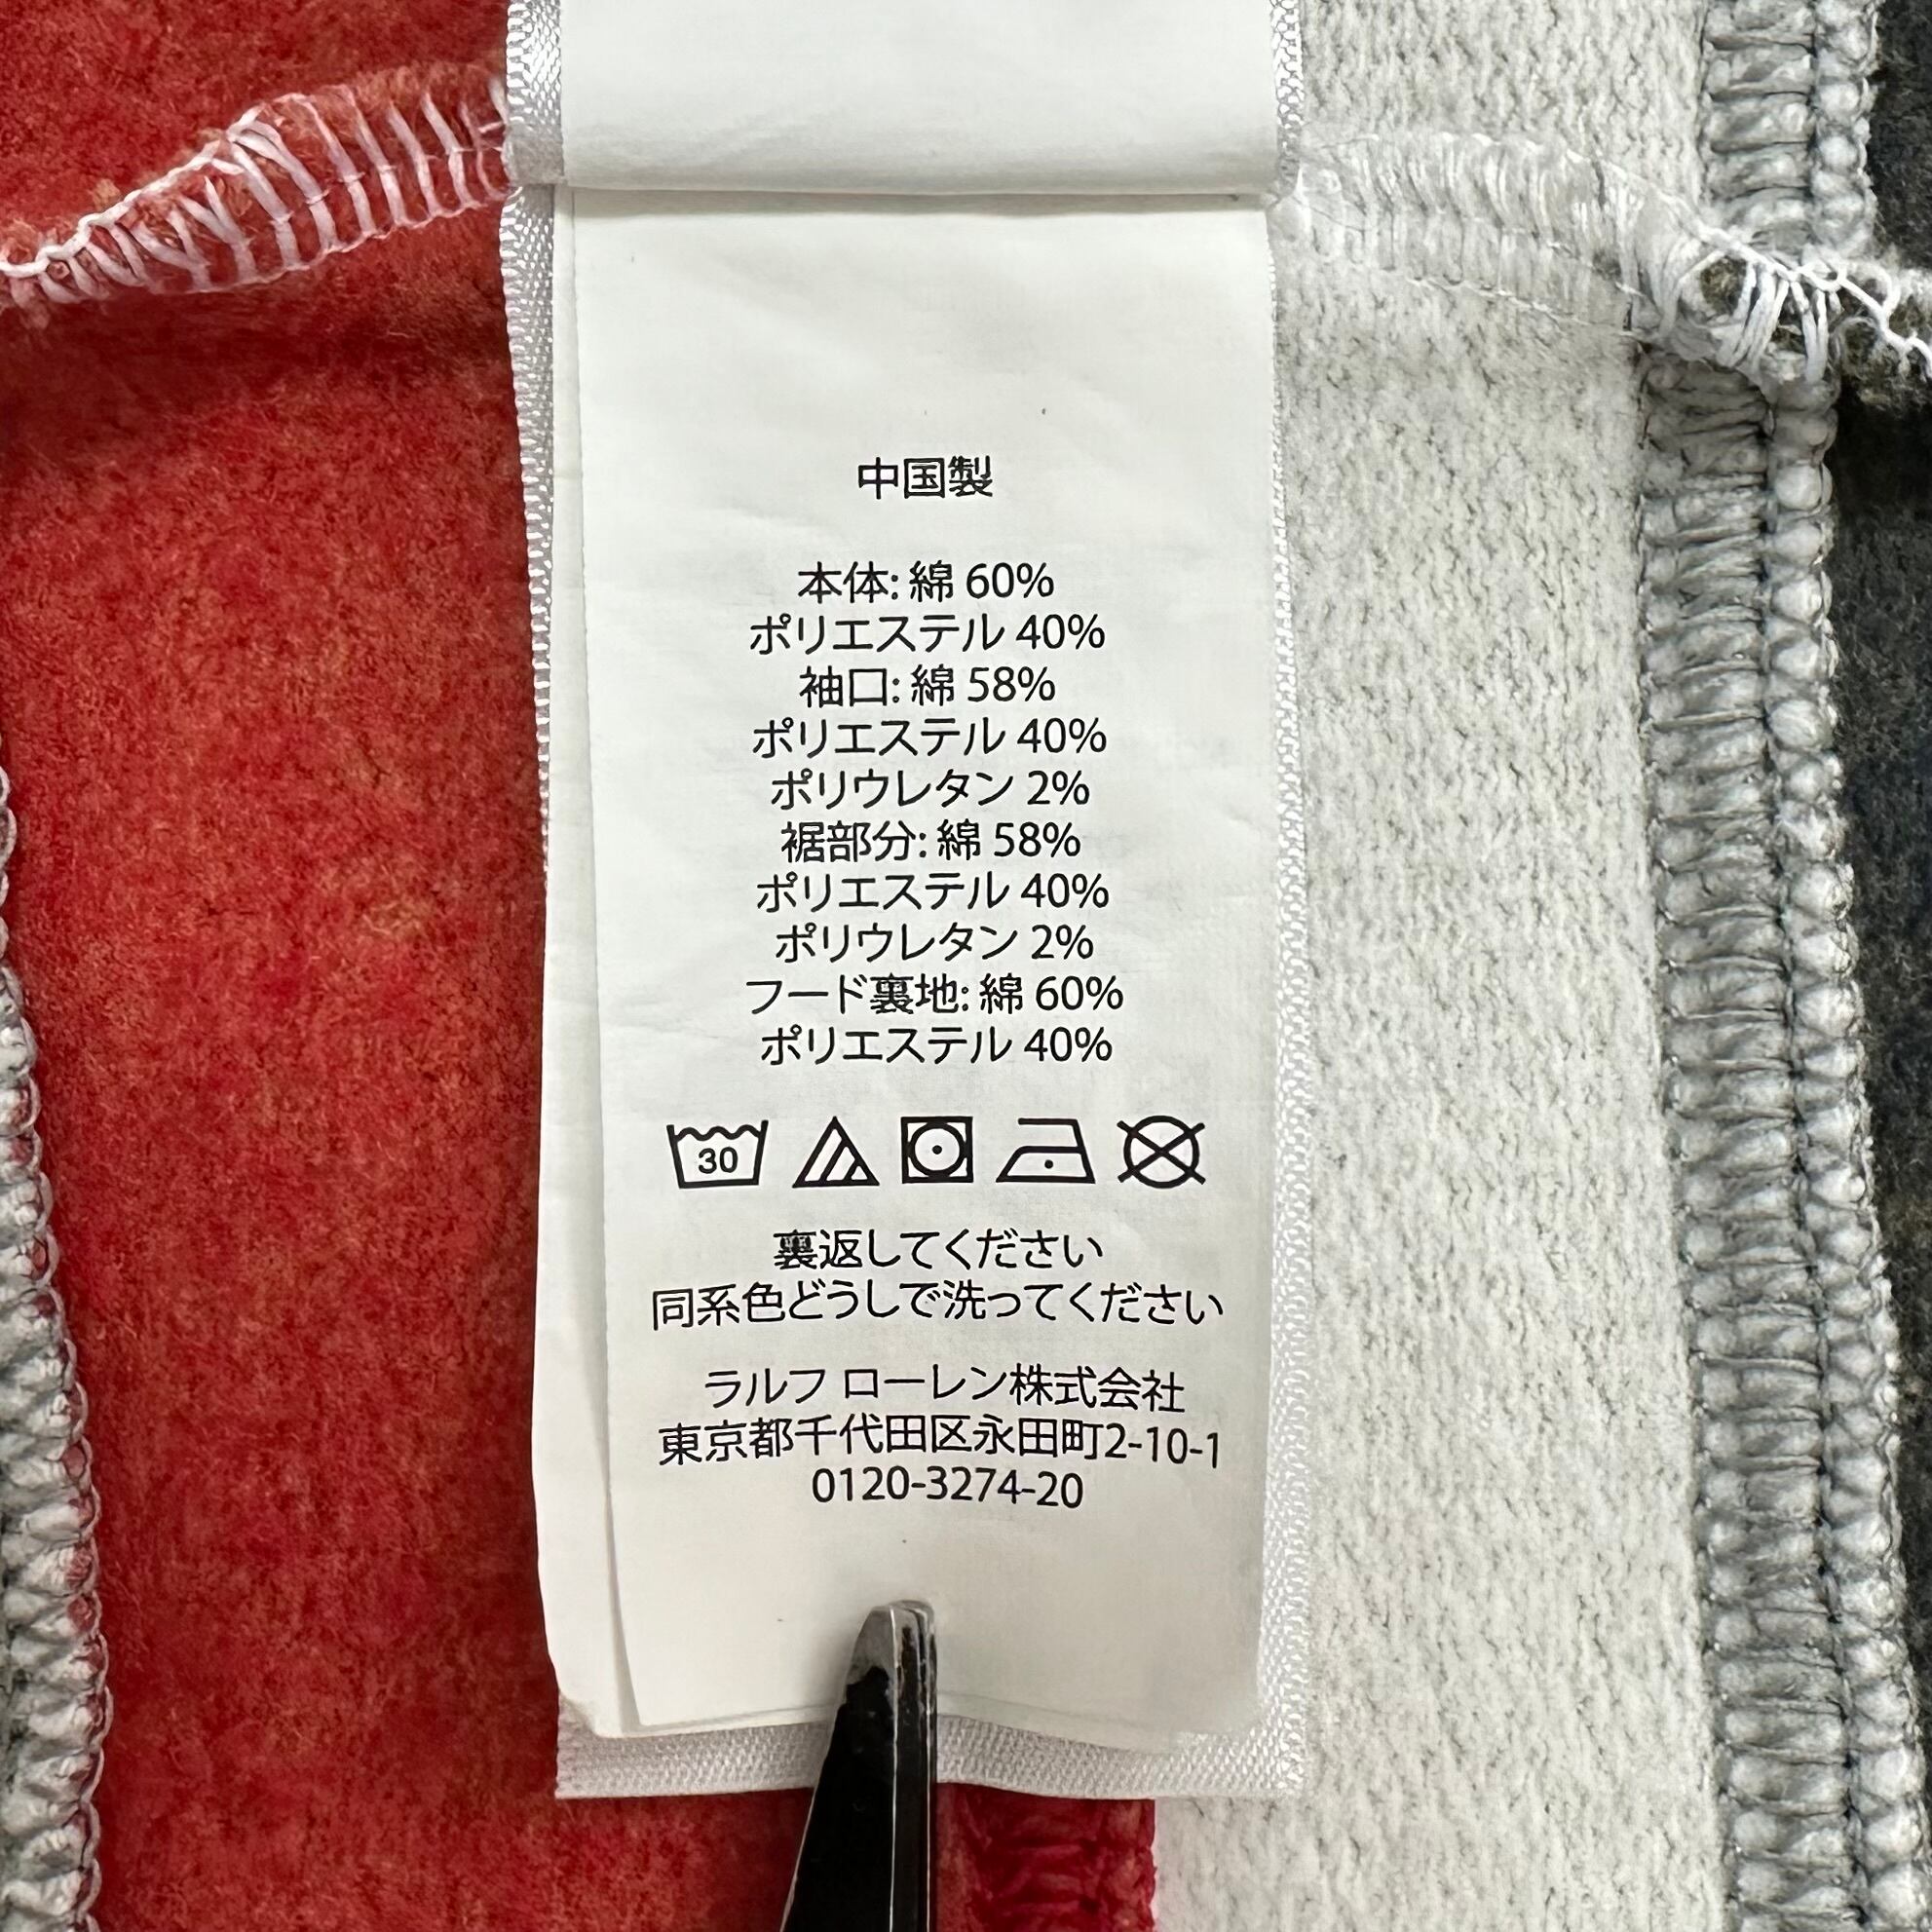 中国製
本体: 綿 60%
ポリエステル 40%
袖口: 綿 58%
ポリエステル 40%
ポリウレタン 2%
裾部分: 綿 58%
ポリエステル 40%
ポリウレタン 2%
フード裏地: 綿 60%
ポリエステル 40%
30
裏返してください
同系色どうしで洗ってください
ラルフ ローレン株式会社
東京都千代田区永田町2-10-1
0120-3274-20